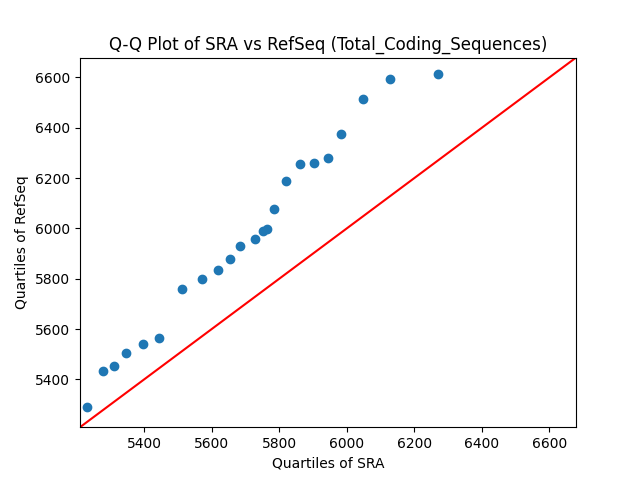 Q-Q Plot of SRA vs RefSeq (Total_Coding_Sequences)
Quartiles of RefSeq
6600
6400
6200
6000
5800
5600
5400
5400 5600 5800 6000 6200 6400 6600
Quartiles of SRA